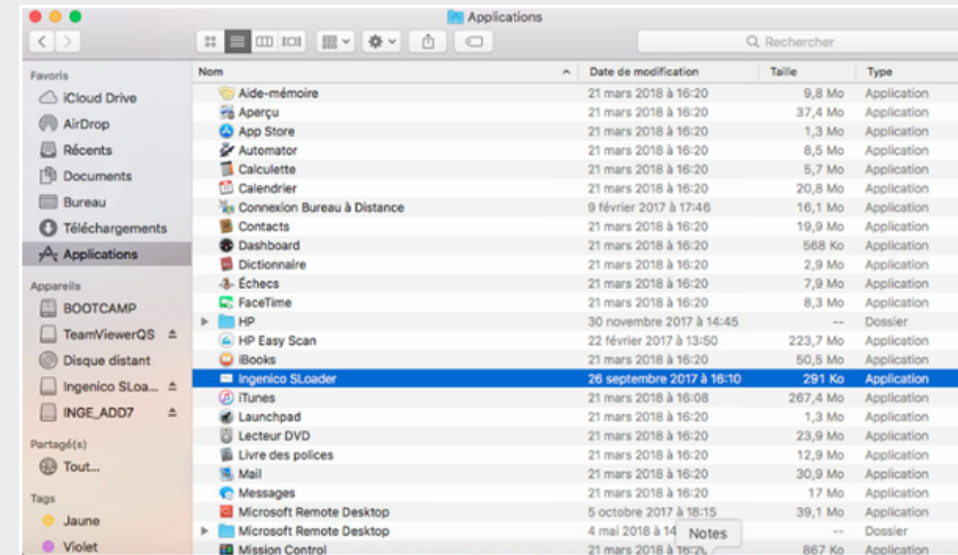 Applications
Rechercher
Favoris
iCloud Drive
AirDrop
Récents
Documents
Bureau
Téléchargements
Applications
Appareils
BOOTCAMP
TeamViewerQS
Disque distant
Ingenico SLoa...
INGE_ADD7
Partagé(s)
Tout...
Tags
Jaune
Violet
Nom Date de modification Taille Type
Aide-mémoire 21 mars 2018 à 16:20 9,8 Mo Application
Aperçu 21 mars 2018 à 16:20 37,4 Mo Application
App Store 21 mars 2018 à 16:20 1,3 Mo Application
Automator 21 mars 2018 à 16:20 8,5 Mo Application
Calculette 21 mars 2018 à 16:20 5,7 Mo Application
Calendrier 21 mars 2018 à 16:20 20,8 Mo Application
Connexion Bureau à Distance 9 février 2017 à 17:46 16,1 Mo Application
Contacts 21 mars 2018 à 16:20 19,9 Mo Application
Dashboard 21 mars 2018 à 16:20 568 Ko Application
Dictionnaire 21 mars 2018 à 16:20 2,9 Mo Application
Échecs 21 mars 2018 à 16:20 7,9 Mo Application
FaceTime 21 mars 2018 à 16:20 8,3 Mo Application
HP 30 novembre 2017 à 14:45 -- Dossier
HP Easy Scan 22 février 2017 à 13:50 223,7 Mo Application
iBooks 21 mars 2018 à 16:20 50,5 Mo Application
Ingenico SLoader 26 septembre 2017 à 16:10 291 Ko Application
iTunes 21 mars 2018 à 16:08 267,4 Mo Application
Launchpad 21 mars 2018 à 16:20 1,3 Mo Application
Lecteur DVD 21 mars 2018 à 16:20 23,9 Mo Application
Livre des polices 21 mars 2018 à 16:20 12,9 Mo Application
Mail 21 mars 2018 à 16:20 30,9 Mo Application
Messages 21 mars 2018 à 16:20 17 Mo Application
Microsoft Remote Desktop 5 octobre 2017 à 18:15 39,1 Mo Application
Microsoft Remote Desktop 4 mai 2018 à 14 -- Dossier
Notes
Mission Control 21 mars 2018 à 16:20 867 Ko Application